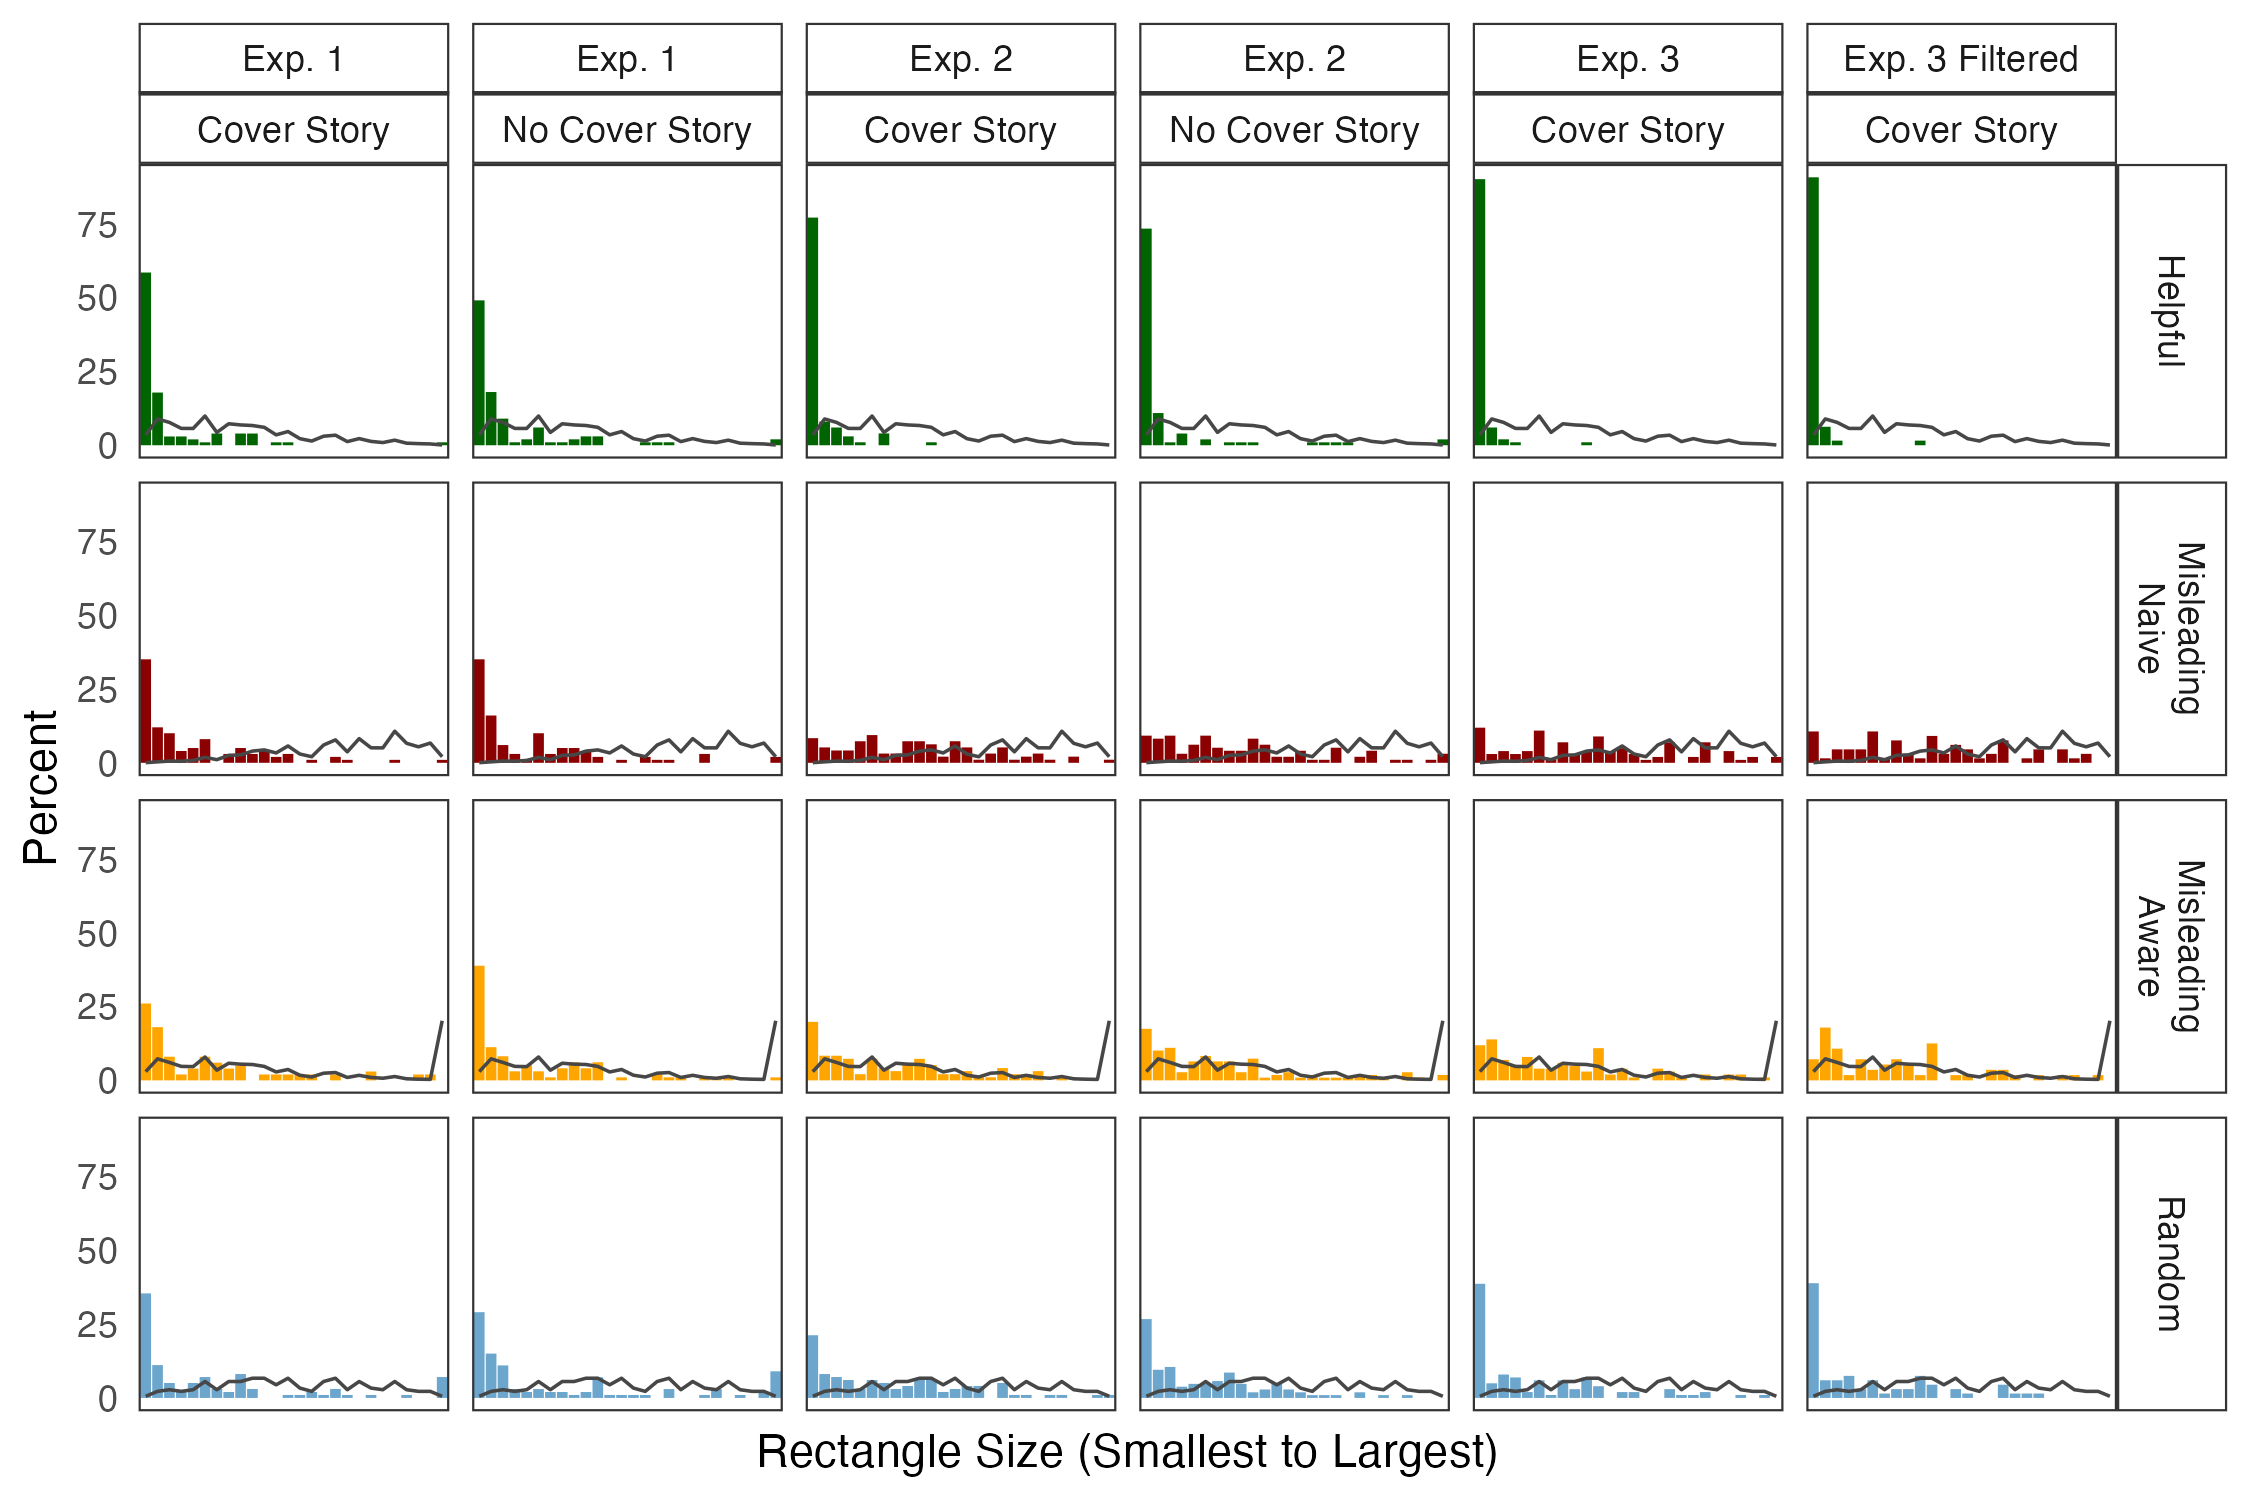 Exp. 1
Exp. 1
Exp. 2
Exp. 2
Exp. 3
Exp. 3 Filtered
Cover Story
No Cover Story
Cover Story
No Cover Story
Cover Story
Cover Story
75
50
25
0
Helpful
75
50
25
0
Misleading
Naive
75
50
25
0
Misleading
Aware
75
50
25
0
Random
Percent
Rectangle Size (Smallest to Largest)